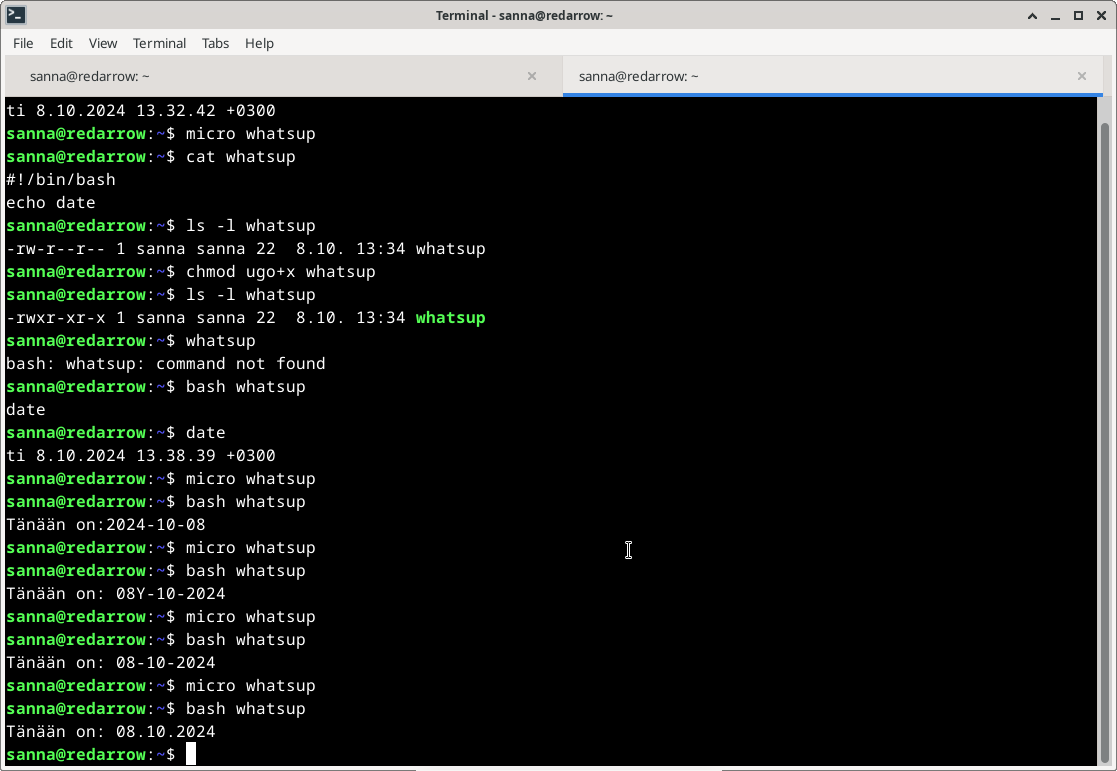 Terminal - sanna@redarrow: ~
File Edit View Terminal Tabs Help
sanna@redarrow: ~ sanna@redarrow: ~
ti 8.10.2024 13.32.42 +0300
sanna@redarrow:~$ micro whatsup
sanna@redarrow:~$ cat whatsup
#!/bin/bash
echo date
sanna@redarrow:~$ ls -l whatsup
-rw-r--r-- 1 sanna sanna 22  8.10. 13:34 whatsup
sanna@redarrow:~$ chmod ugo+x whatsup
sanna@redarrow:~$ ls -l whatsup
-rwxr-xr-x 1 sanna sanna 22  8.10. 13:34 whatsup
sanna@redarrow:~$ whatsup
bash: whatsup: command not found
sanna@redarrow:~$ bash whatsup
date
sanna@redarrow:~$ date
ti 8.10.2024 13.38.39 +0300
sanna@redarrow:~$ micro whatsup
sanna@redarrow:~$ bash whatsup
Tänään on:2024-10-08
sanna@redarrow:~$ micro whatsup
sanna@redarrow:~$ bash whatsup
Tänään on: 08Y-10-2024
sanna@redarrow:~$ micro whatsup
sanna@redarrow:~$ bash whatsup
Tänään on: 08-10-2024
sanna@redarrow:~$ micro whatsup
sanna@redarrow:~$ bash whatsup
Tänään on: 08.10.2024
sanna@redarrow:~$